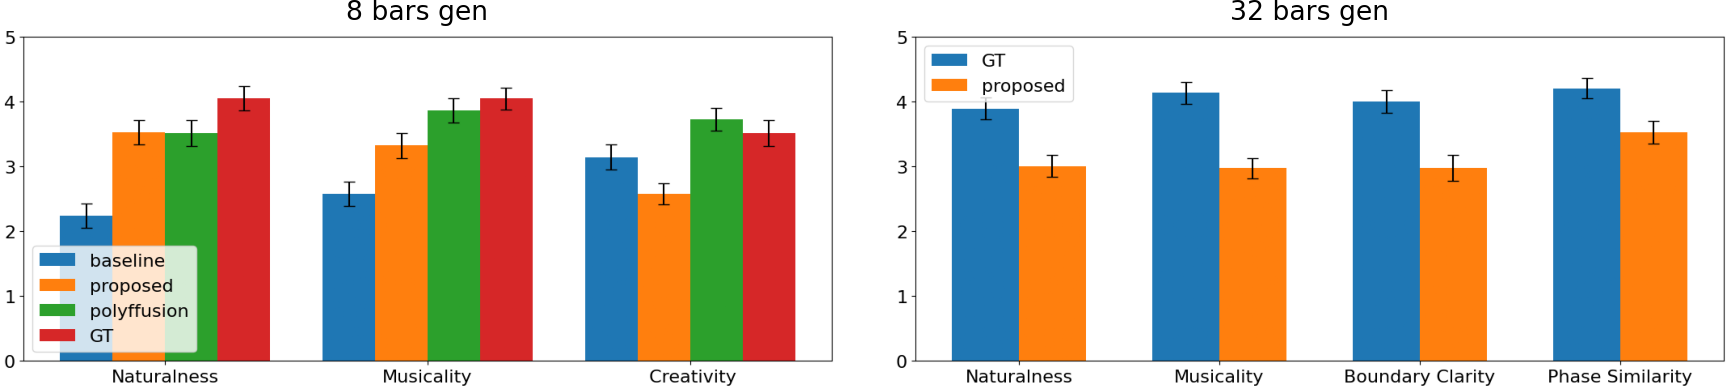 8 bars gen
5
4
3
2
1
0
baseline
proposed
polyffusion
GT
Naturalness
Musicality
Creativity
32 bars gen
5
4
3
2
1
0
GT
proposed
Naturalness
Musicality
Boundary Clarity
Phase Similarity